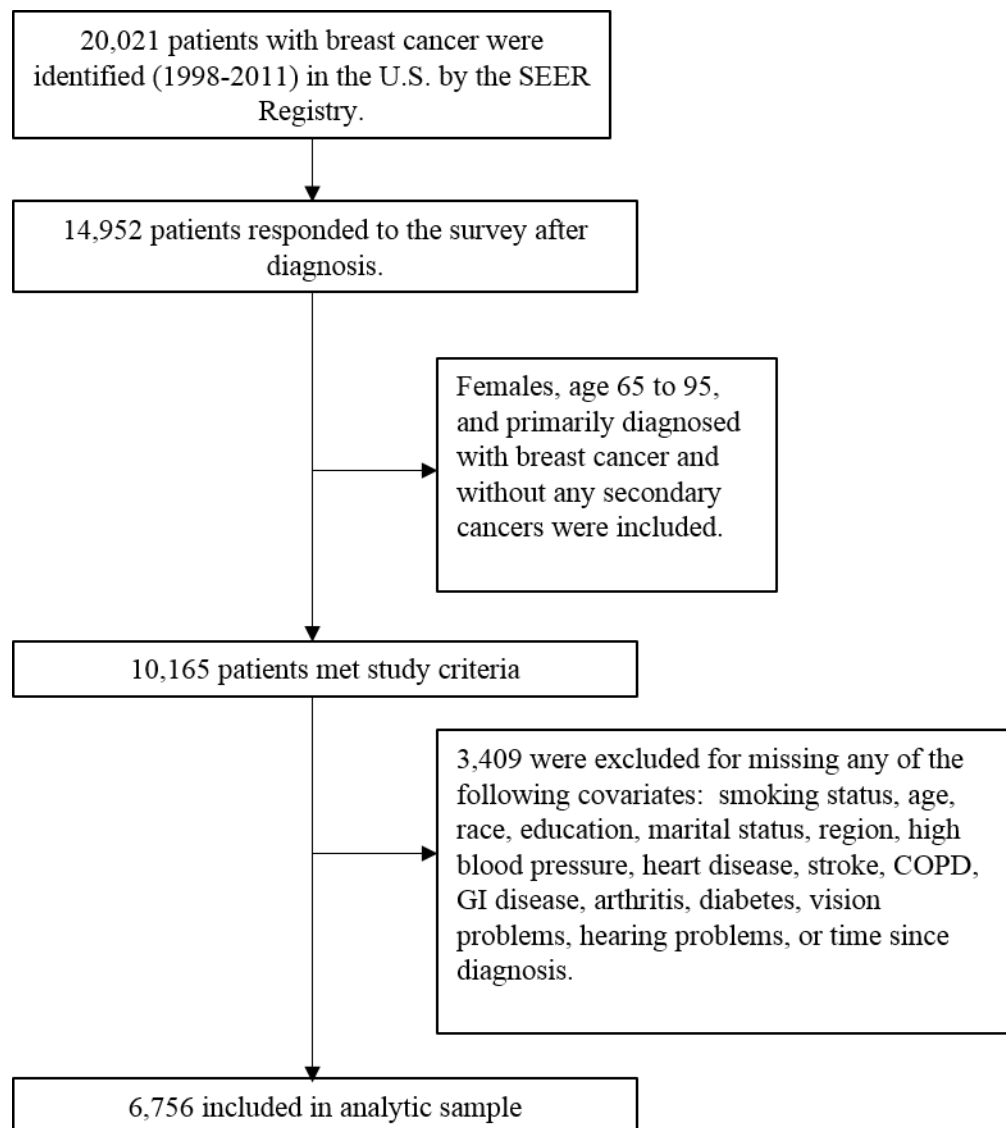 20,021 patients with breast cancer were
identified (1998-2011) in the U.S. by the SEER
Registry.
14,952 patients responded to the survey after
diagnosis.
Females, age 65 to 95,
and primarily diagnosed
with breast cancer and
without any secondary
cancers were included.
10,165 patients met study criteria
3,409 were excluded for missing any of the
following covariates: smoking status, age,
race, education, marital status, region, high
blood pressure, heart disease, stroke, COPD,
GI disease, arthritis, diabetes, vision
problems, hearing problems, or time since
diagnosis.
6,756 included in analytic sample